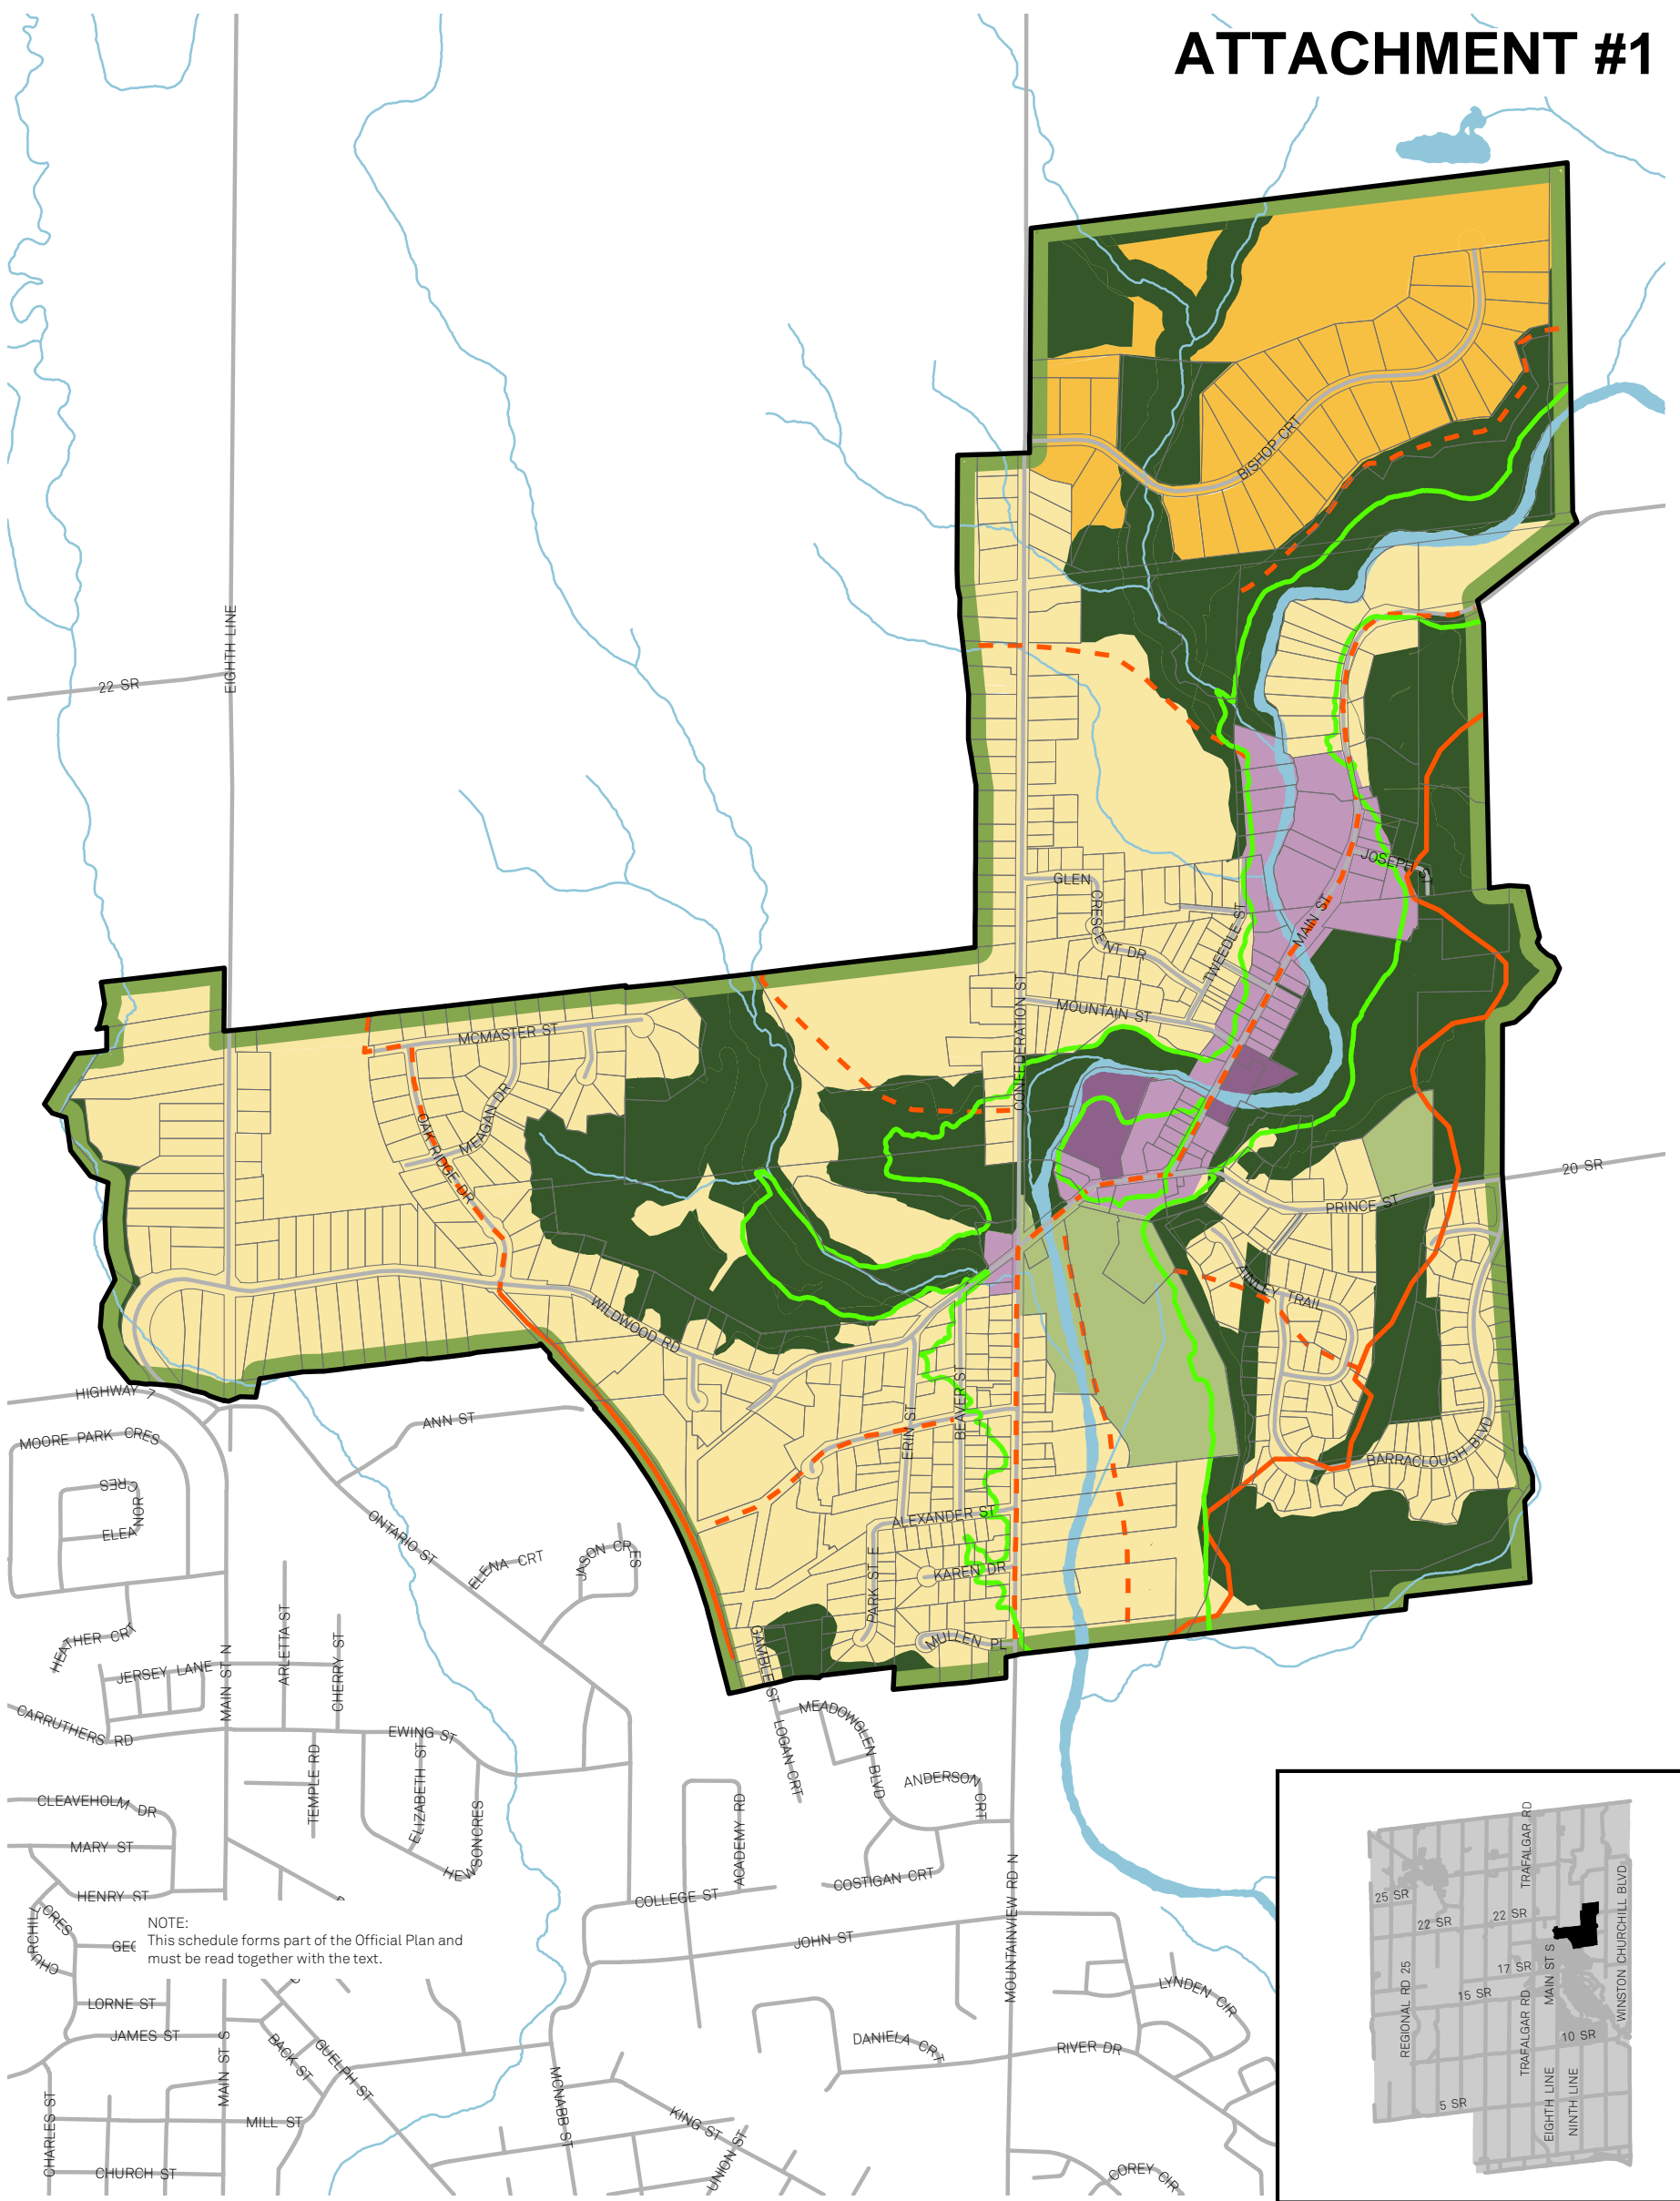 ATTACHMENT #1
BISHOP CRT
EIGHTH LINE
22 SR
JOSEPH ST
GLEN
CRESCENT DR
MAIN ST
TWEEDLE ST
MOUNTAIN ST
CONFEDERATION ST
MCMASTER ST
MEAGAN DR
OAK RIDGE DR
20 SR
PRINCE ST
AINLEY TRAIL
WILDWOOD RD
BEAVER ST
ERIN ST
BARRACLOUGH BLVD
HIGHWAY 7
ANN ST
MOORE PARK CRES
ELEANOR
CRES
ONTARIO ST
ALEXANDER ST
ELENA CRT
JASON CRES
KAREN DR
PARK ST E
MULLEN PL
HEATHER CRT
JERSEY LANE
MAIN ST N
ARLETTA ST
CHERRY ST
GAMBLE ST
CARRUTHERS RD
EWING ST
LOGAN CRT
MEADOWGLEN BLVD
TEMPLE RD
ELIZABETH ST
ANDERSON
CRT
CLEAVEHOLM DR
MARY ST
HEWSON CRES
ACADEMY RD
COSTIGAN CRT
COLLEGE ST
HENRY ST
MOUNTAINVIEW RD N
NOTE:
This schedule forms part of the Official Plan and
must be read together with the text.
JOHN ST
LORNE ST
JAMES ST
MAIN ST S
BACK ST
GUELPH ST
DANIELA CRT
RIVER DR
LYNDEN CIR
CHARLES ST
MILL ST
MCNABB ST
KING ST
UNION ST
CHURCH ST
COREY CIR
TRAFALGAR RD
25 SR
22 SR
22 SR
WINSTON CHURCHILL BLVD
REGIONAL RD 25
17 SR
MAIN ST S
15 SR
TRAFALGAR RD
10 SR
5 SR
EIGHTH LINE
NINTH LINE